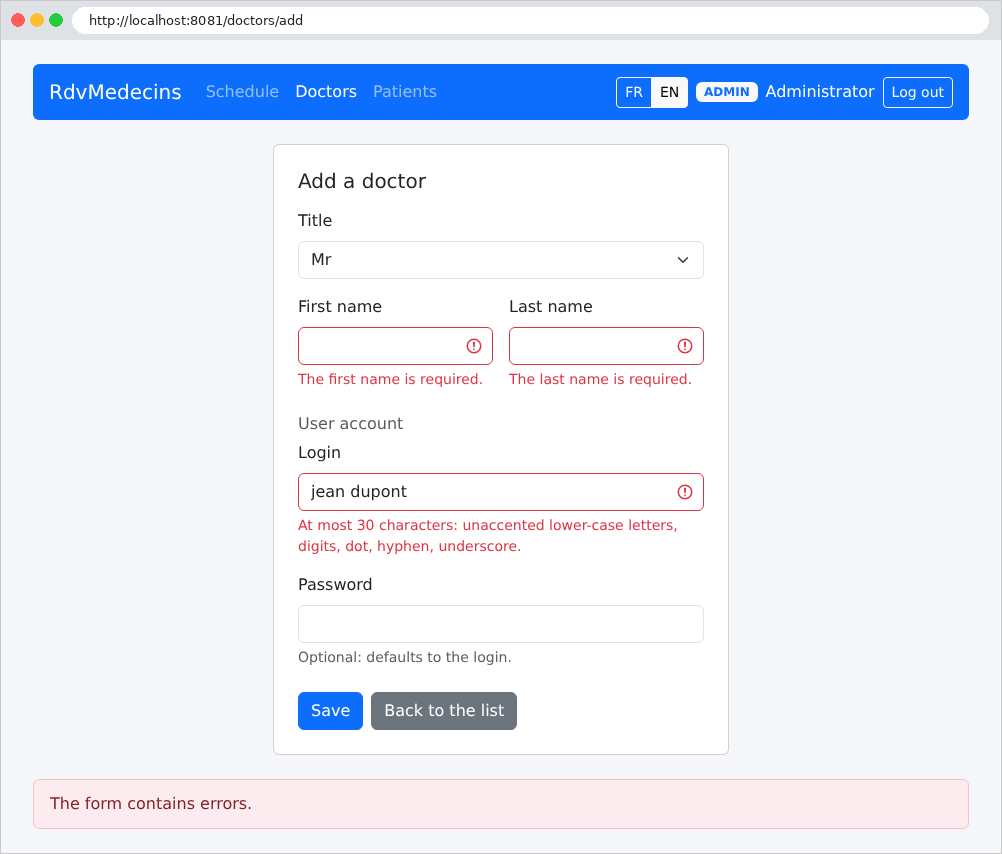 http://localhost:8081/doctors/add
RdvMedecins Schedule Doctors Patients FR EN ADMIN Administrator Log out
Add a doctor
Title
Mr
First name Last name
The first name is required. The last name is required.
User account
Login
jean dupont
At most 30 characters: unaccented lower-case letters,
digits, dot, hyphen, underscore.
Password
Optional: defaults to the login.
Save Back to the list
The form contains errors.